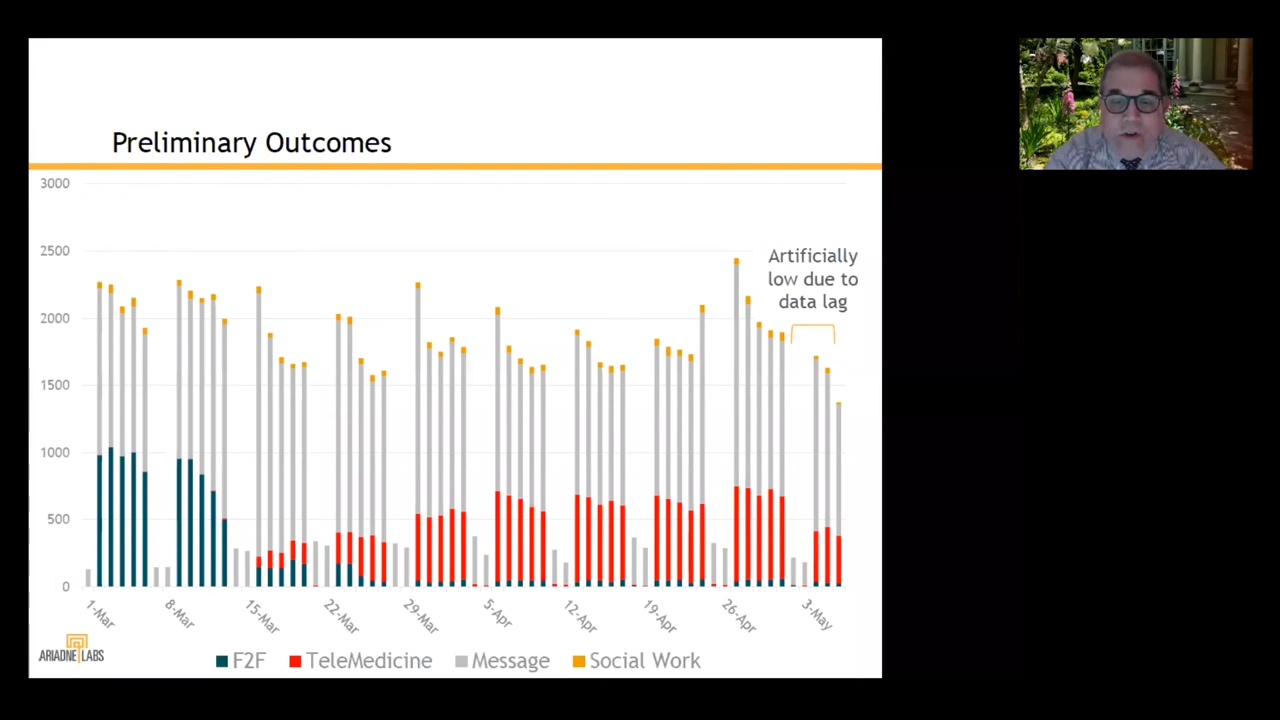 Preliminary Outcomes
3000
2500
2000
1500
1000
500
0
Artificially
low due to
data lag
1-Mar
8-Mar
15-Mar
22-Mar
29-Mar
5-Apr
12-Apr
19-Apr
26-Apr
3-May
F2F
TeleMedicine
Message
Social Work
ARIADNE LABS